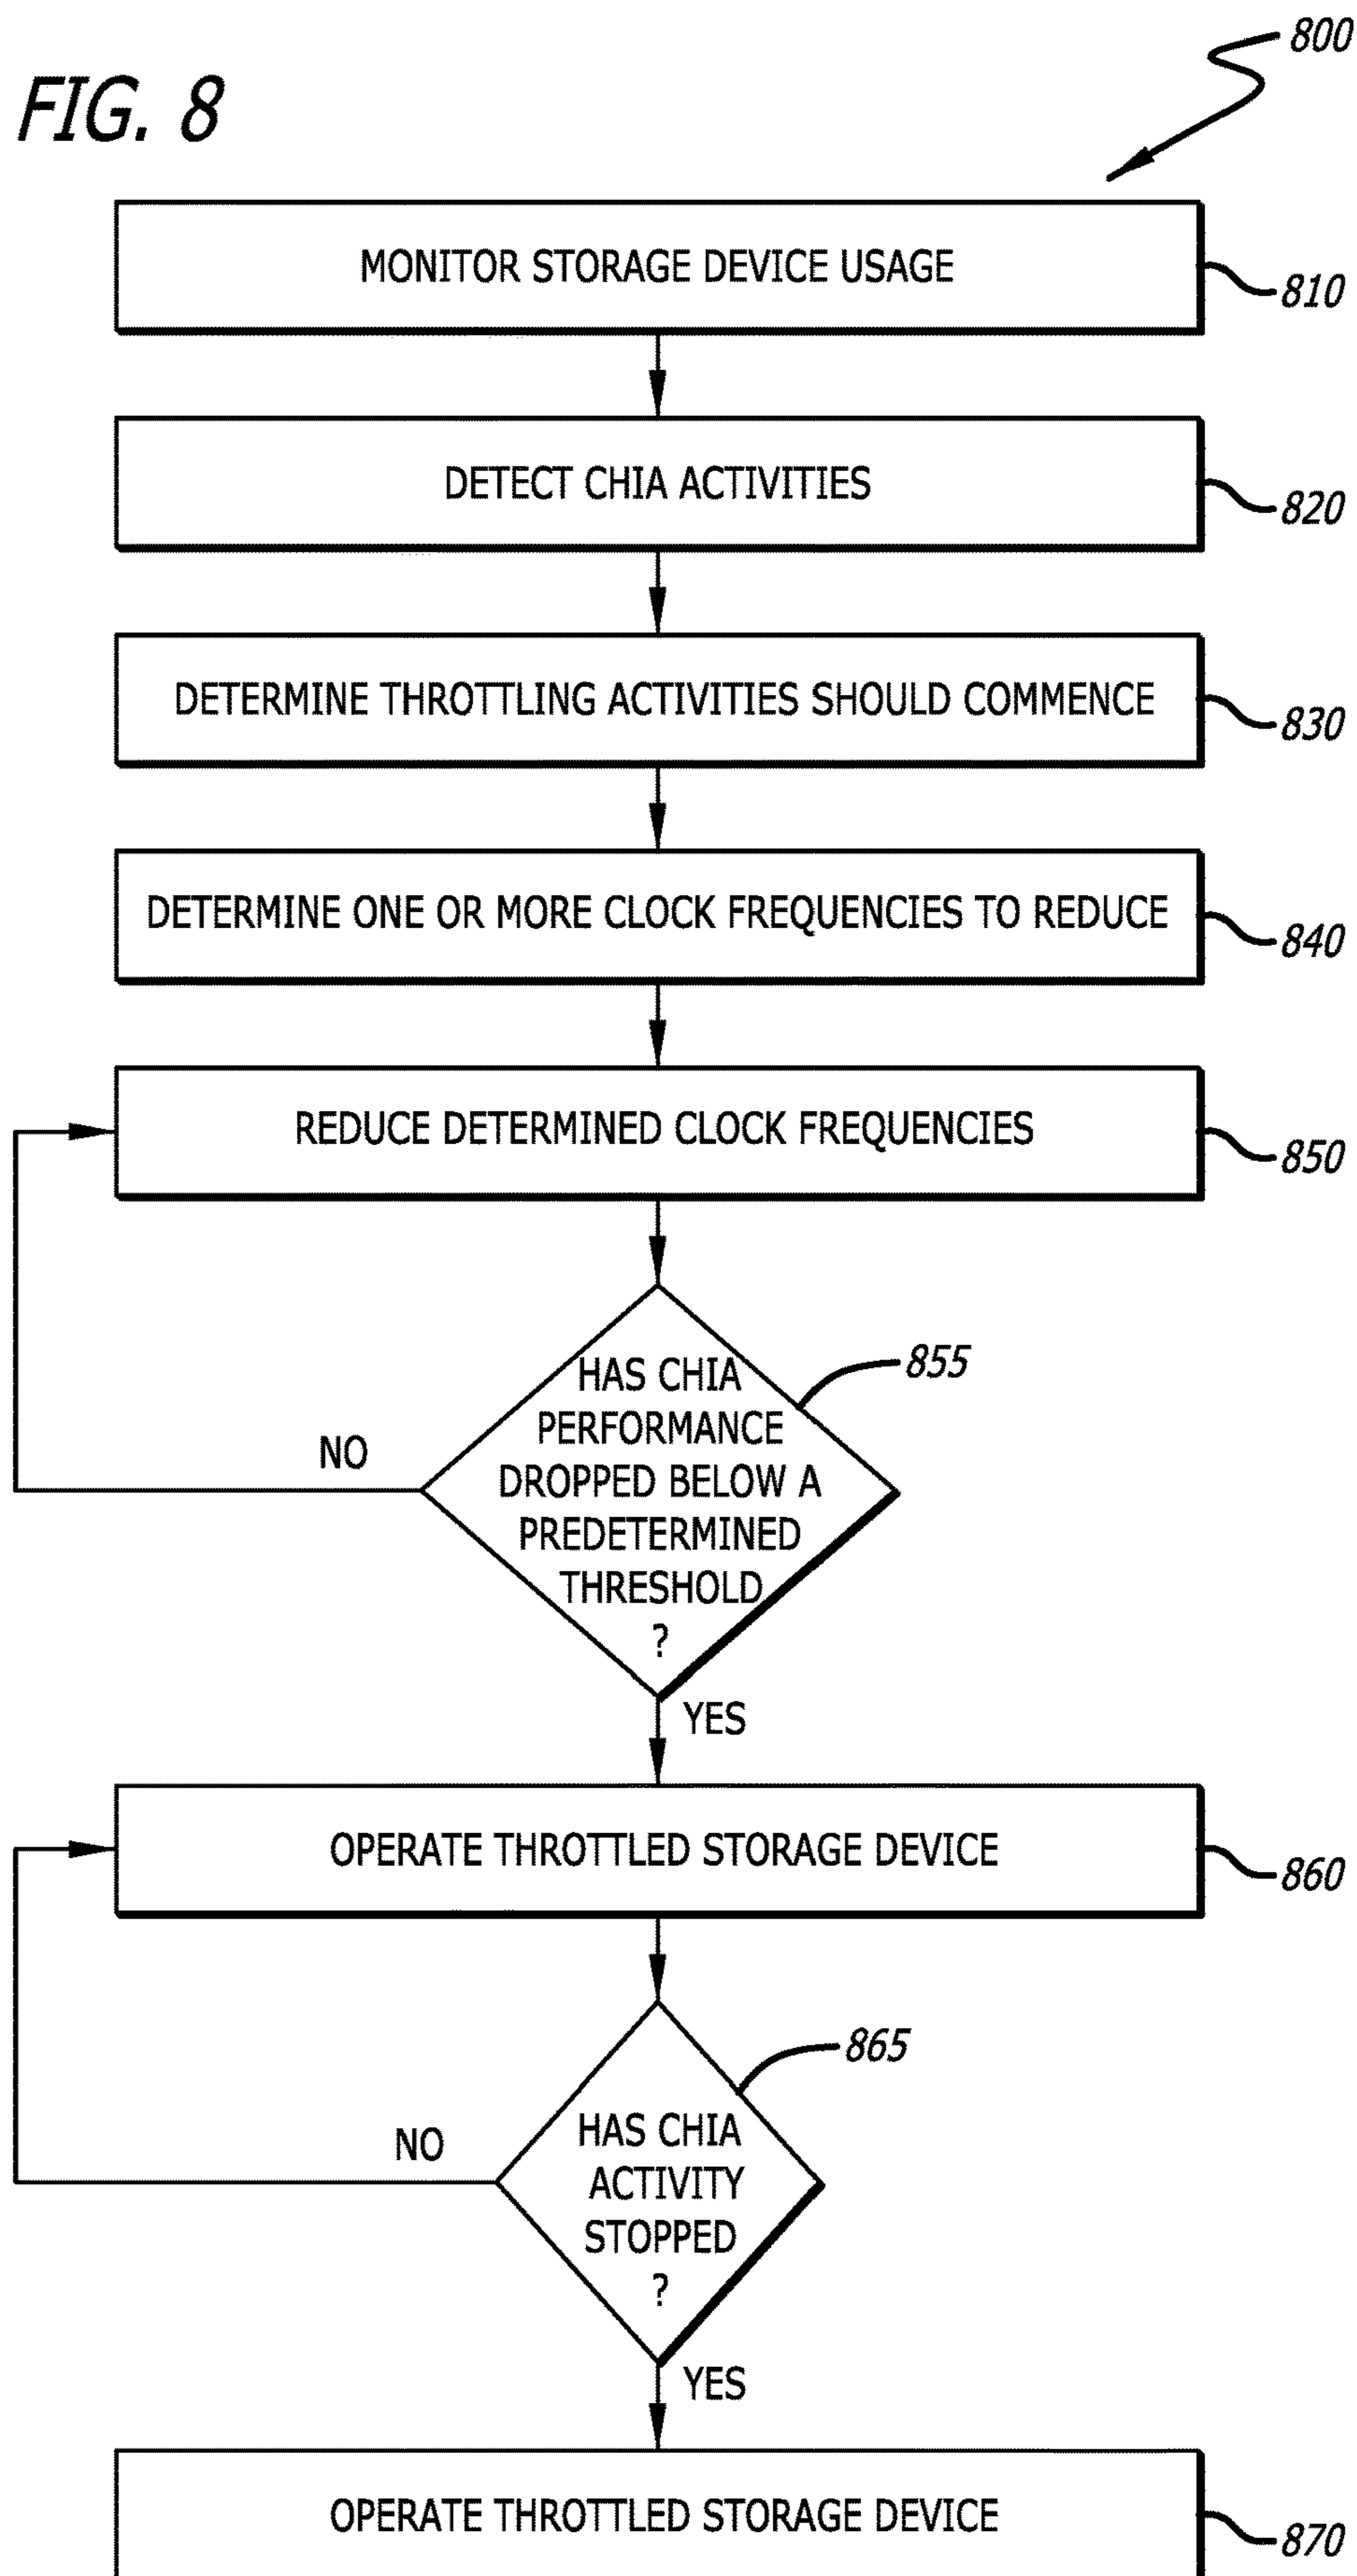 800
FIG. 8
MONITOR STORAGE DEVICE USAGE
810
DETECT CHIA ACTIVITIES
820
DETERMINE THROTTLING ACTIVITIES SHOULD COMMENCE
830
DETERMINE ONE OR MORE CLOCK FREQUENCIES TO REDUCE
840
REDUCE DETERMINED CLOCK FREQUENCIES
850
HAS CHIA
PERFORMANCE
DROPPED BELOW A
PREDETERMINED
THRESHOLD
?
855
NO
YES
OPERATE THROTTLED STORAGE DEVICE
860
HAS CHIA
ACTIVITY
STOPPED
?
865
NO
YES
OPERATE THROTTLED STORAGE DEVICE
870